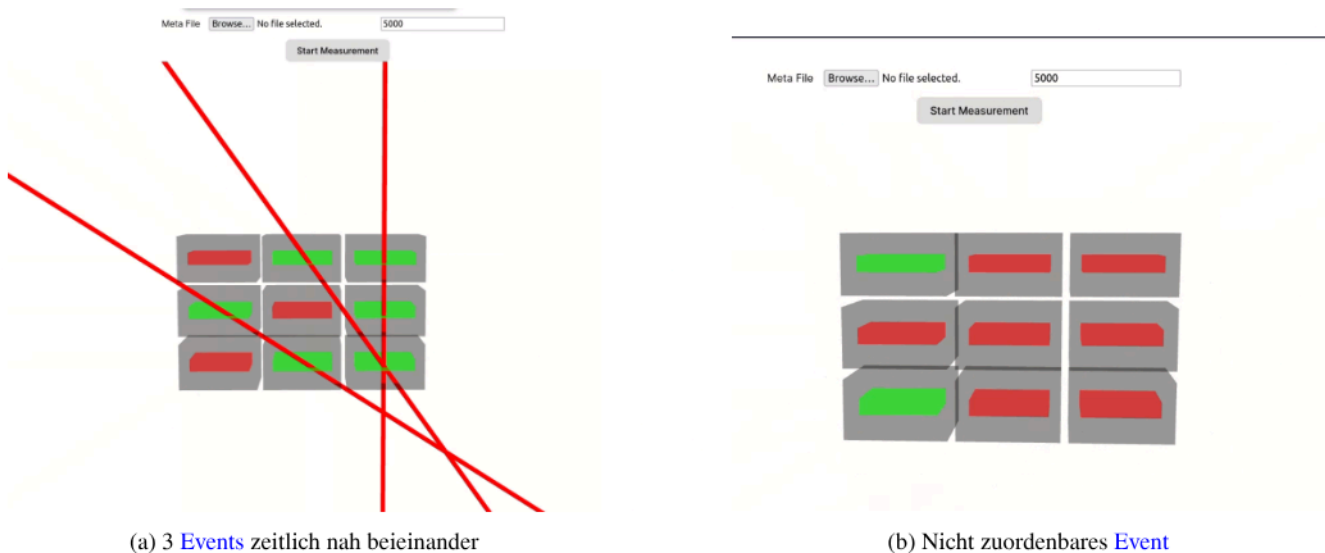 Meta File Browse... No file selected. 5000
Start Measurement
Meta File Browse... No file selected. 5000
Start Measurement
(a) 3 Events zeitlich nah beieinander
(b) Nicht zuordenbares Event